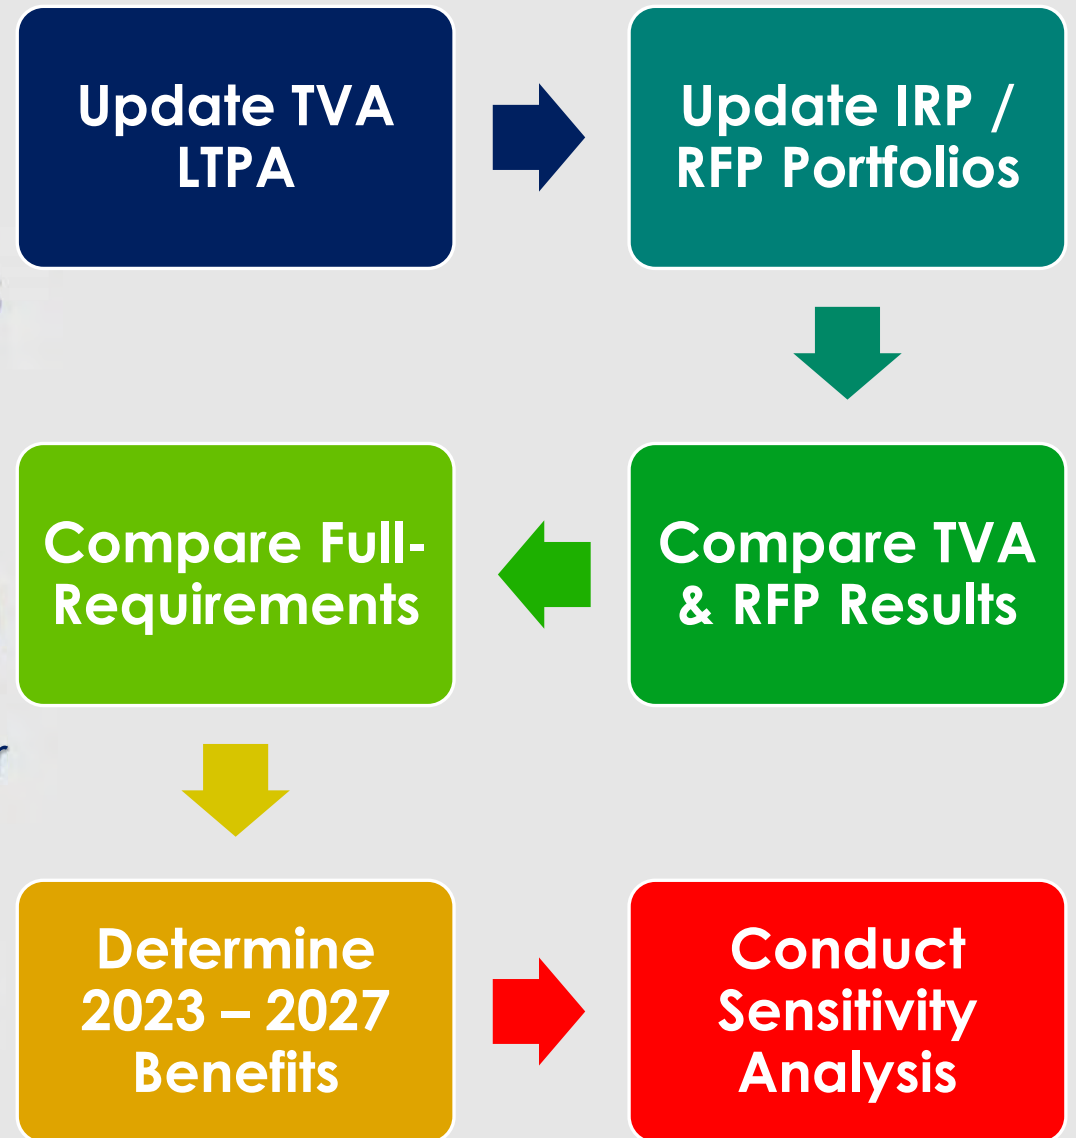 Update TVA
LTPA
Update IRP /
RFP Portfolios
Compare TVA
& RFP Results
Compare Full-
Requirements
Determine
2023 – 2027
Benefits
Conduct
Sensitivity
Analysis